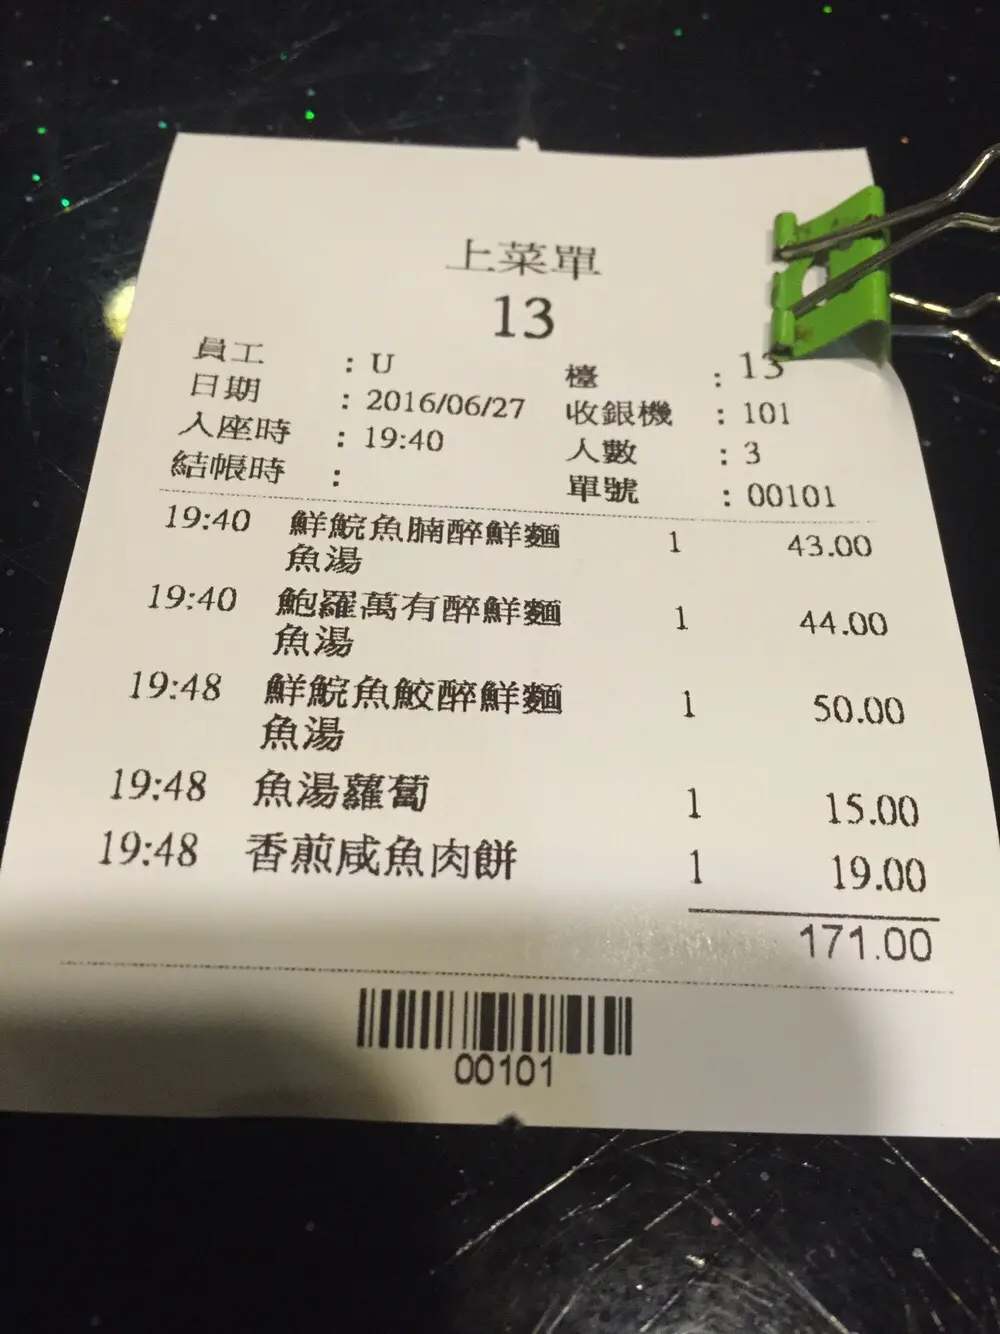 上菜單
13
員工 : U 檯 : 13
日期 : 2016/06/27 收銀機 : 101
入座時 : 19:40 人數 : 3
結帳時 : 單號 : 00101
19:40 鮮鯇魚腩醉鮮麵 1 43.00
魚湯
19:40 鮑羅萬有醉鮮麵 1 44.00
魚湯
19:48 鮮鯇魚鮫醉鮮麵 1 50.00
魚湯
19:48 魚湯蘿蔔 1 15.00
19:48 香煎咸魚肉餅 1 19.00
171.00
00101